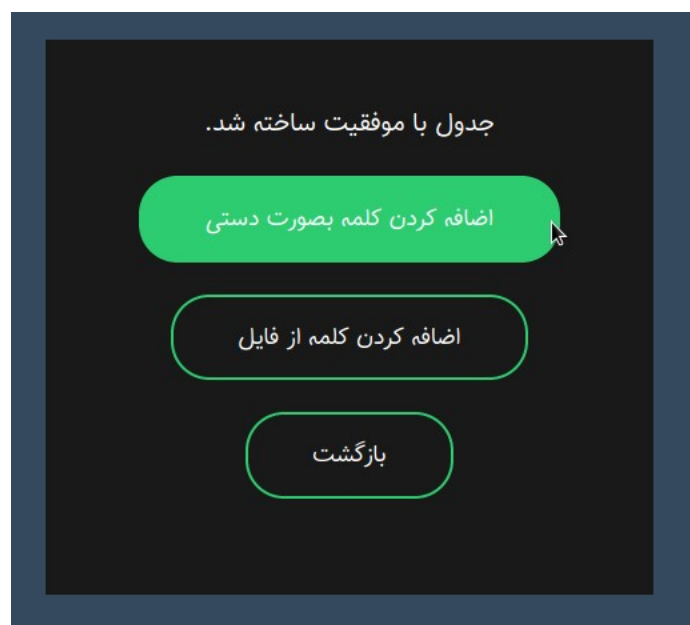 جدول با موفقیت ساخته شد.
اضافه کردن کلمه بصورت دستی
اضافه کردن کلمه از فایل
بازگشت